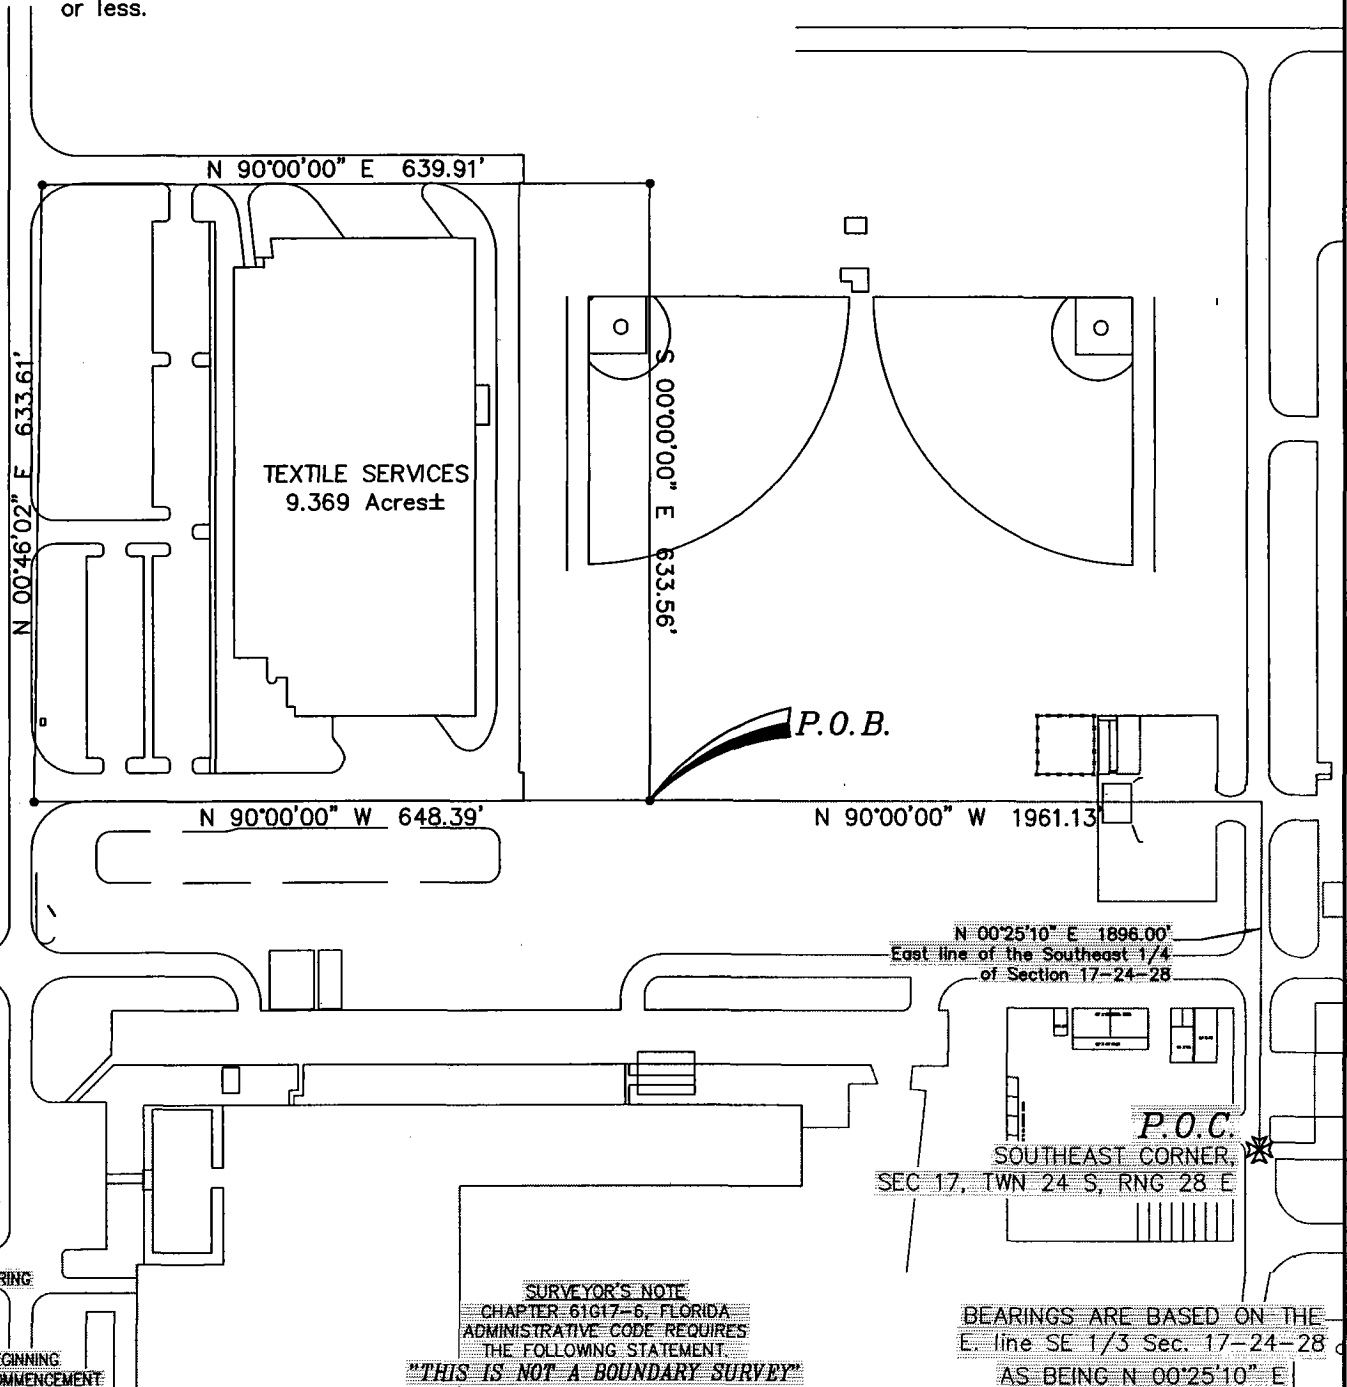 or less.
N 90°00'00" E 639.91'
N 00°46'02" E 633.61'
S 00°00'00" E 633.56'
TEXTILE SERVICES
9.369 Acres±
P.O.B.
N 90°00'00" W 648.39'
N 90°00'00" W 1961.13'
N 00°25'10" E 1896.00'
East line of the Southeast 1/4
of Section 17-24-28
P.O.C.
SOUTHEAST CORNER,
SEC 17, TWN 24 S, RNG 28 E
RING
SURVEYOR'S NOTE
CHAPTER 61G17-6, FLORIDA
ADMINISTRATIVE CODE REQUIRES
THE FOLLOWING STATEMENT.
"THIS IS NOT A BOUNDARY SURVEY"
BEARINGS ARE BASED ON THE
E. line SE 1/3 Sec. 17-24-28
AS BEING N 00°25'10" E
EGINNING
OMMENCEMENT